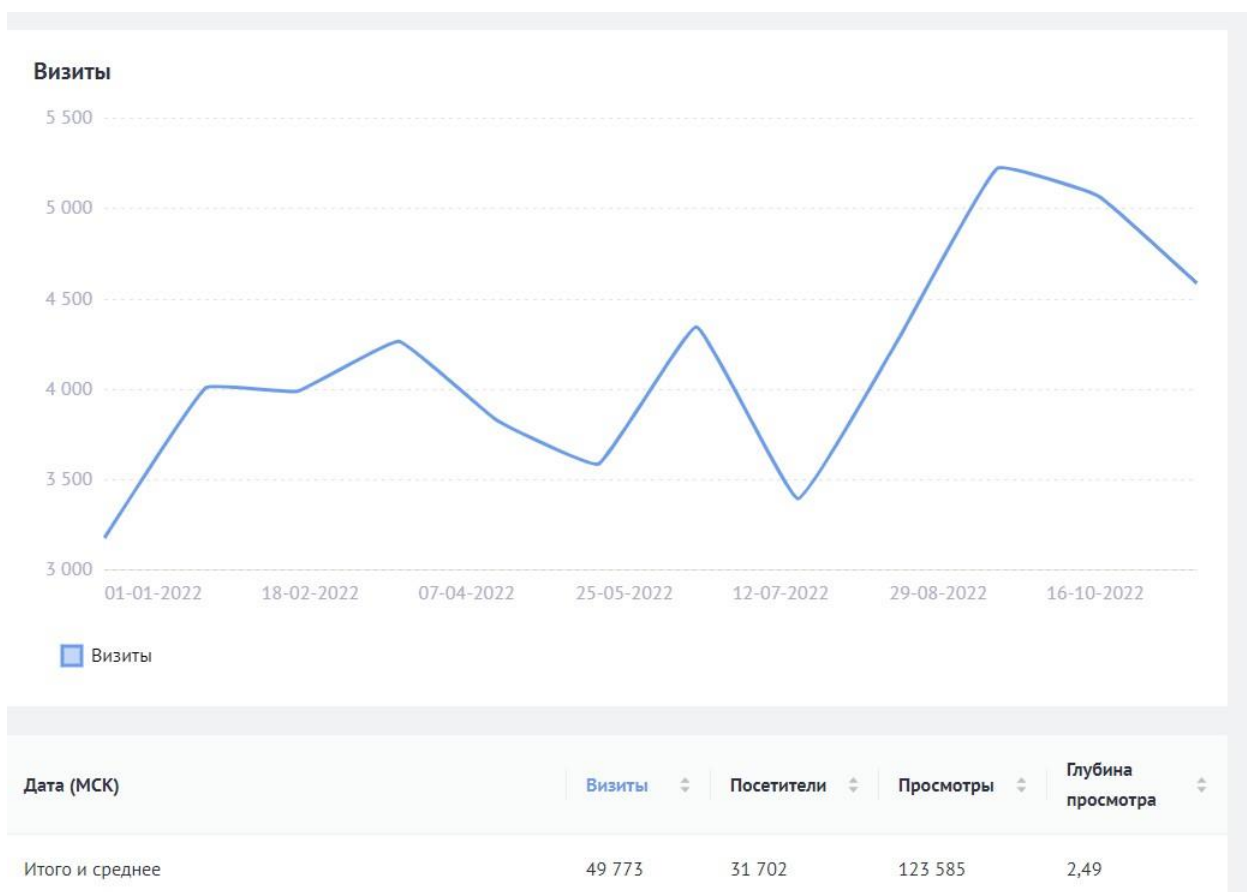 Визиты
5 500
5 000
4 500
4 000
3 500
3 000
01-01-2022 18-02-2022 07-04-2022 25-05-2022 12-07-2022 29-08-2022 16-10-2022
Визиты
Дата (МСК) Визиты Посетители Просмотры Глубина просмотра
Итого и среднее 49 773 31 702 123 585 2,49